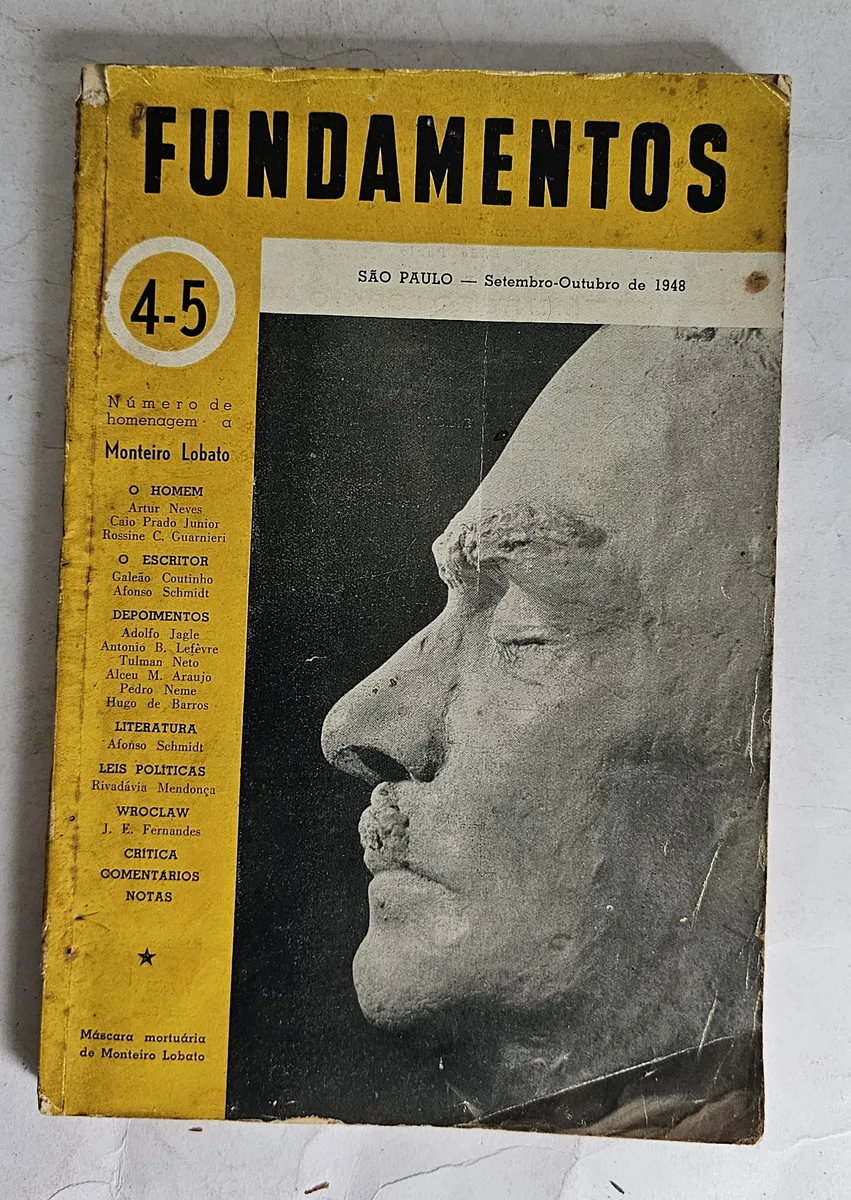 FUNDAMENTOS
4-5
SÃO PAULO — Setembro-Outubro de 1948
Número de
homenagem a
Monteiro Lobato
O HOMEM
Artur Neves
Caio Prado Junior
Rossine C. Guarnieri
O ESCRITOR
Galeão Coutinho
Afonso Schmidt
DEPOIMENTOS
Adolfo Jagle
Antonio B. Lefèvre
Tulman Neto
Alceu M. Araujo
Pedro Neme
Hugo de Barros
LITERATURA
Afonso Schmidt
LEIS POLÍTICAS
Rivadávia Mendonça
WROCLAW
J. E. Fernandes
CRÍTICA
COMENTÁRIOS
NOTAS
Máscara mortuária
de Monteiro Lobato